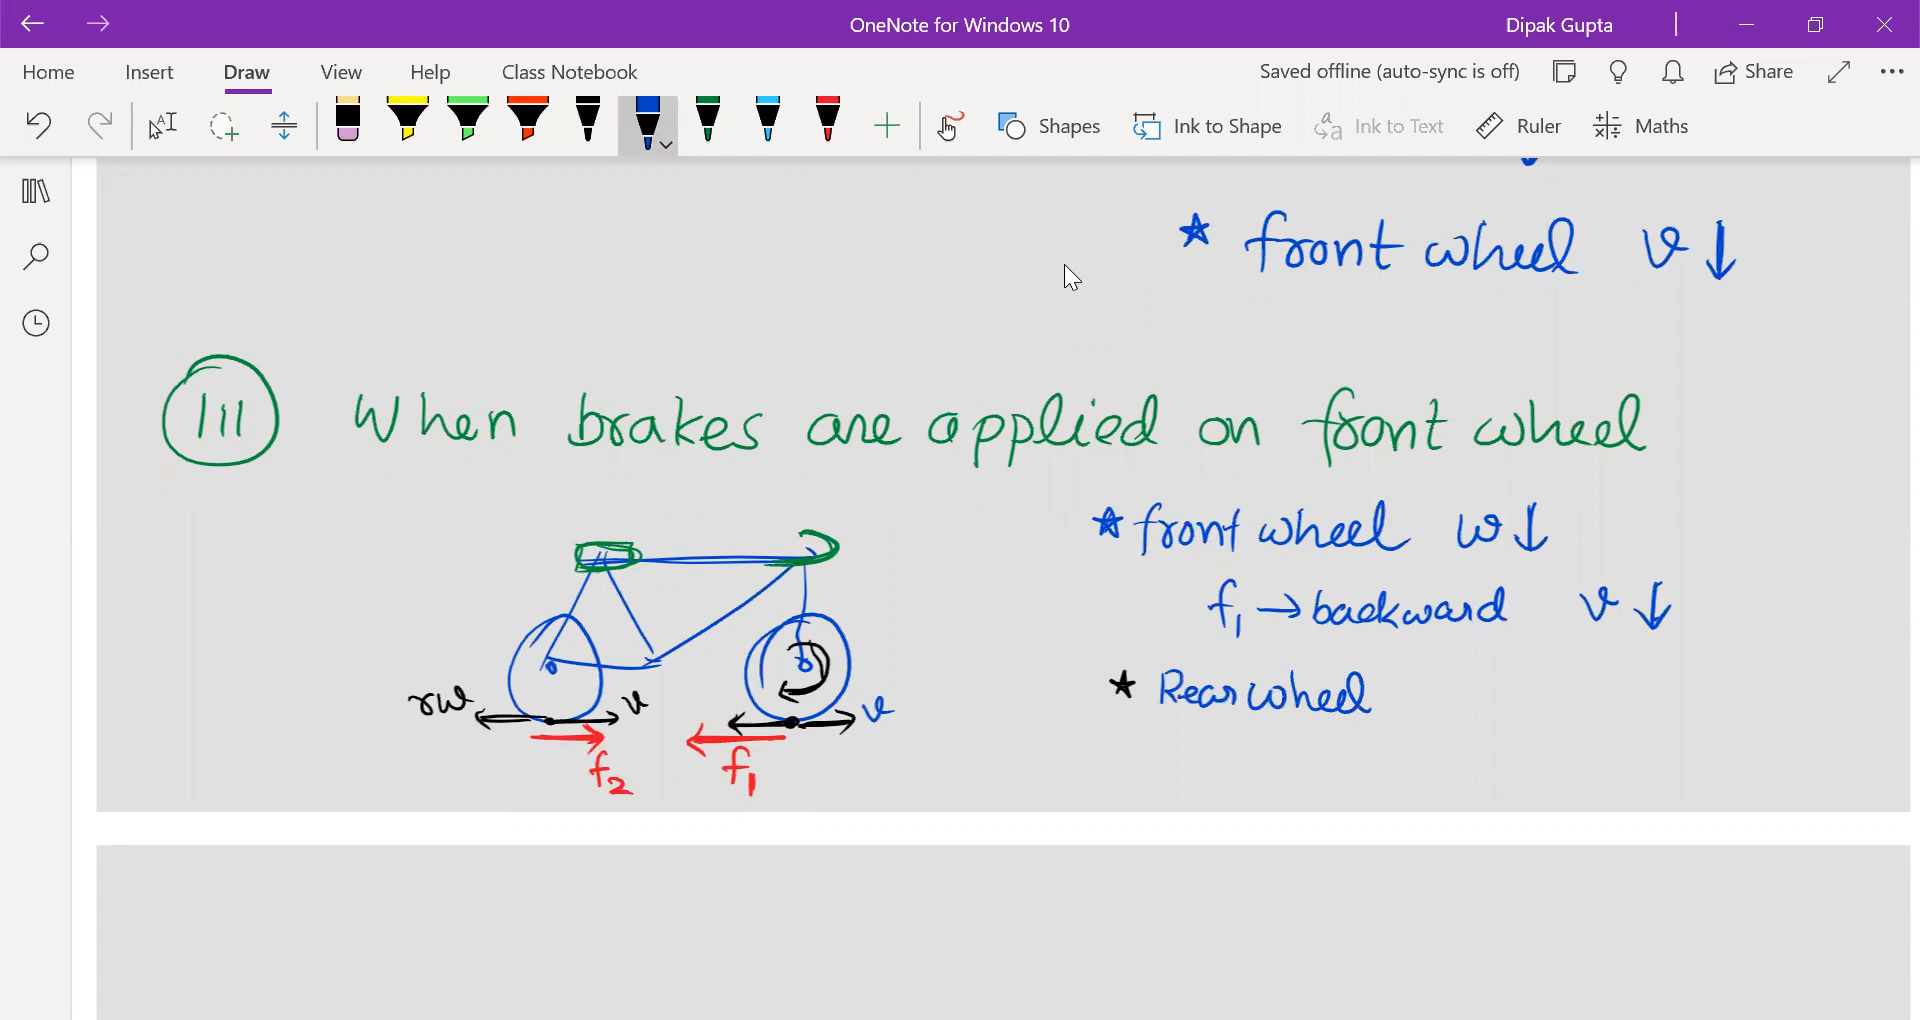 OneNote for Windows 10
Dipak Gupta
Home Insert Draw View Help Class Notebook
Saved offline (auto-sync is off)
Share
Shapes
Ink to Shape
Ink to Text
Ruler
Maths
★ front wheel v ↓
III When brakes are applied on front wheel
★ front wheel ω ↓
f₁ → backward v ↓
★ Rear wheel
rω
v
v
f₂
f₁